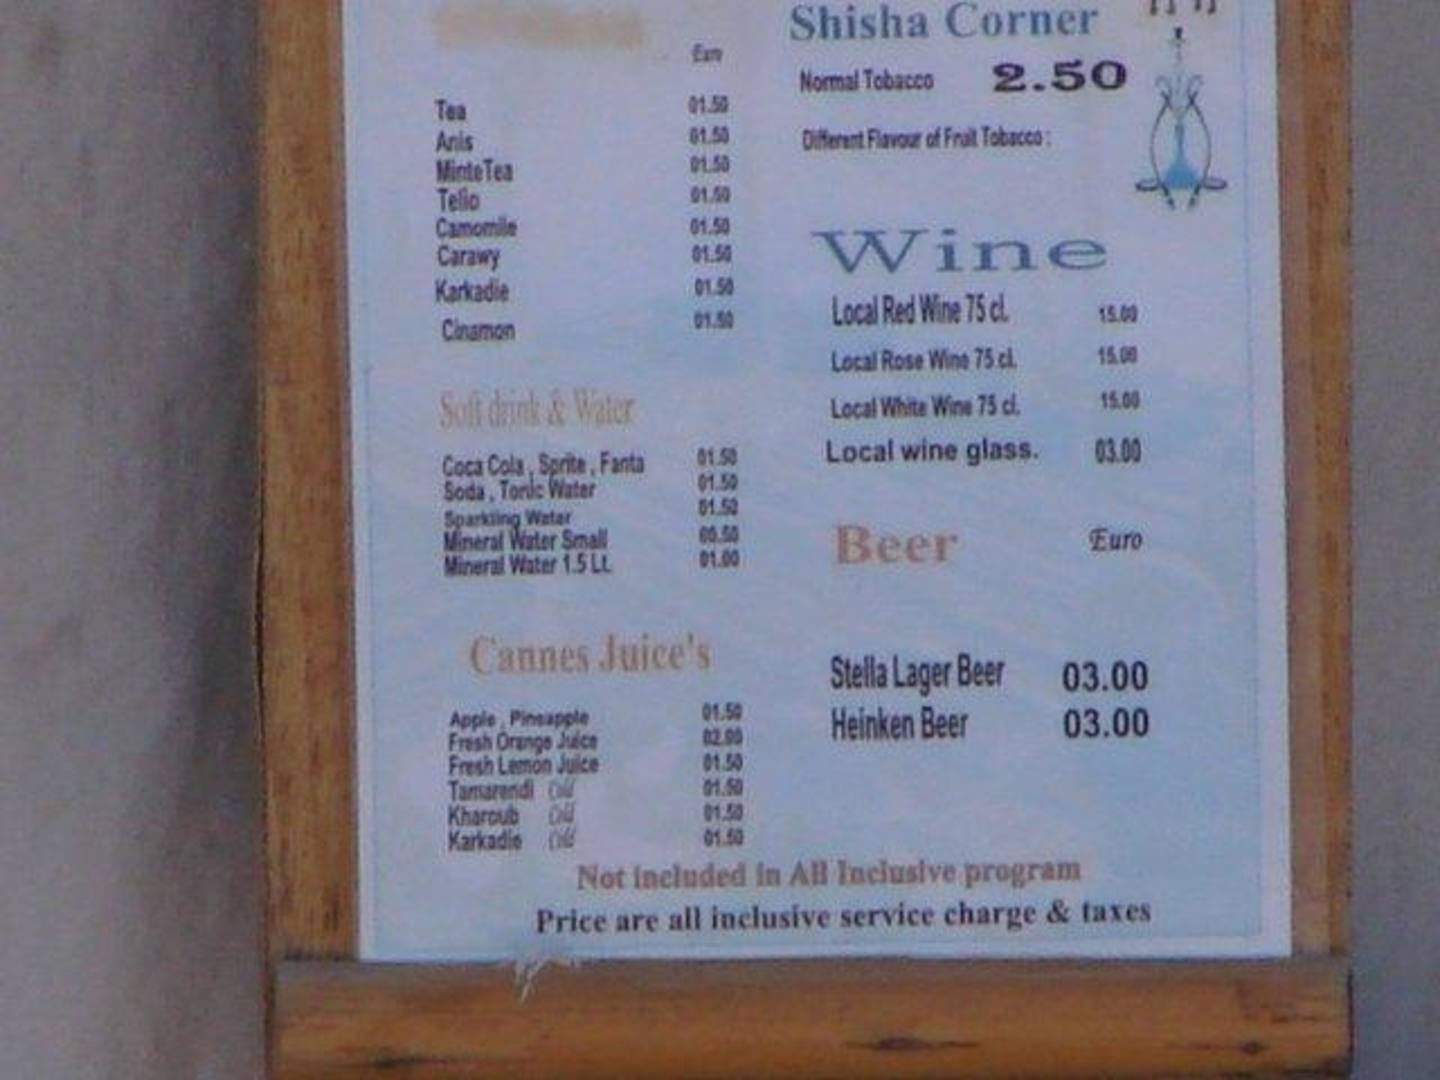 Euro
Tea 01.50
Anis 01.50
MinteTea 01.50
Telio 01.50
Camomile 01.50
Carawy 01.50
Karkadie 01.50
Cinamon 01.50
Soft drink & Water
Coca Cola , Sprite , Fanta 01.50
Soda , Tonic Water 01.50
Sparkling Water 01.50
Mineral Water Small 00.50
Mineral Water 1.5 Lt. 01.00
Cannes Juice's
Apple , Pineapple 01.50
Fresh Orange Juice 02.00
Fresh Lemon Juice 01.50
Tamarendi Cold 01.50
Kharoub Cold 01.50
Karkadie Cold 01.50
Shisha Corner
Normal Tobacco 2.50
Different Flavour of Fruit Tobacco :
Wine
Local Red Wine 75 cl. 15.00
Local Rose Wine 75 cl. 15.00
Local White Wine 75 cl. 15.00
Local wine glass. 03.00
Beer Euro
Stella Lager Beer 03.00
Heinken Beer 03.00
Not included in All Inclusive program
Price are all inclusive service charge & taxes